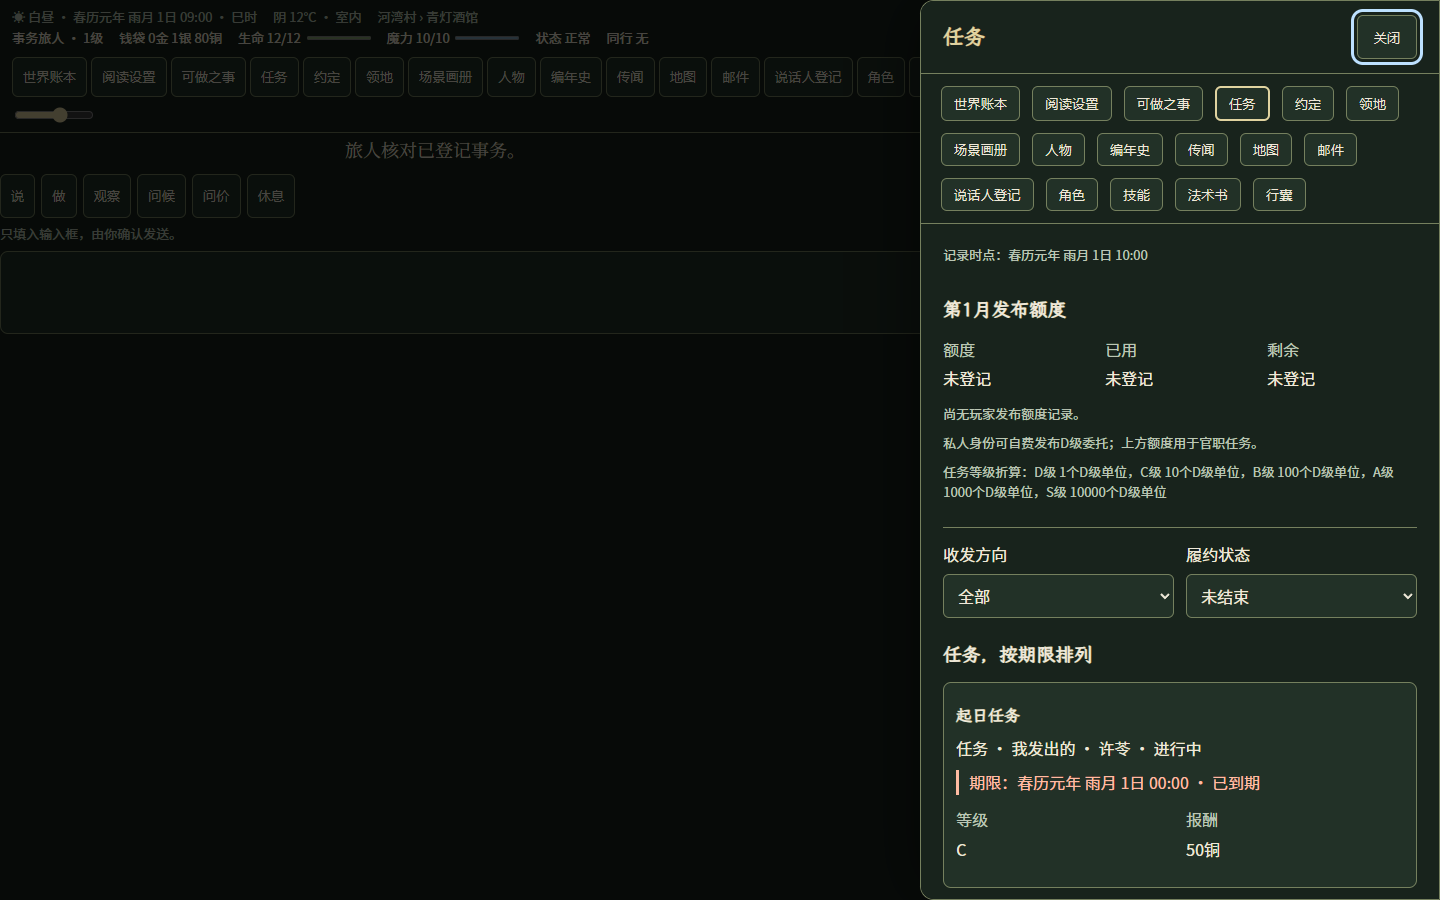 白昼 · 春历元年 雨月 1日 09:00 · 巳时 阴 12°C · 室内 河湾村 › 青灯酒馆
事务旅人 · 1级 钱袋 0金 1银 80铜 生命 12/12 魔力 10/10 状态 正常 同行 无
世界账本 阅读设置 可做之事 任务 约定 领地 场景画册 人物 编年史 传闻 地图 邮件 说话人登记 角色
旅人核对已登记事务。
说 做 观察 问候 问价 休息
只填入输入框，由你确认发送。
任务
关闭
世界账本 阅读设置 可做之事 任务 约定 领地
场景画册 人物 编年史 传闻 地图 邮件
说话人登记 角色 技能 法术书 行囊
记录时点：春历元年 雨月 1日 10:00
第1月发布额度
额度 已用 剩余
未登记 未登记 未登记
尚无玩家发布额度记录。
私人身份可自费发布D级委托；上方额度用于官职任务。
任务等级折算：D级 1个D级单位，C级 10个D级单位，B级 100个D级单位，A级
1000个D级单位，S级 10000个D级单位
收发方向 履约状态
全部 未结束
任务，按期限排列
起日任务
任务 · 我发出的 · 许苓 · 进行中
期限：春历元年 雨月 1日 00:00 · 已到期
等级 报酬
C 50铜